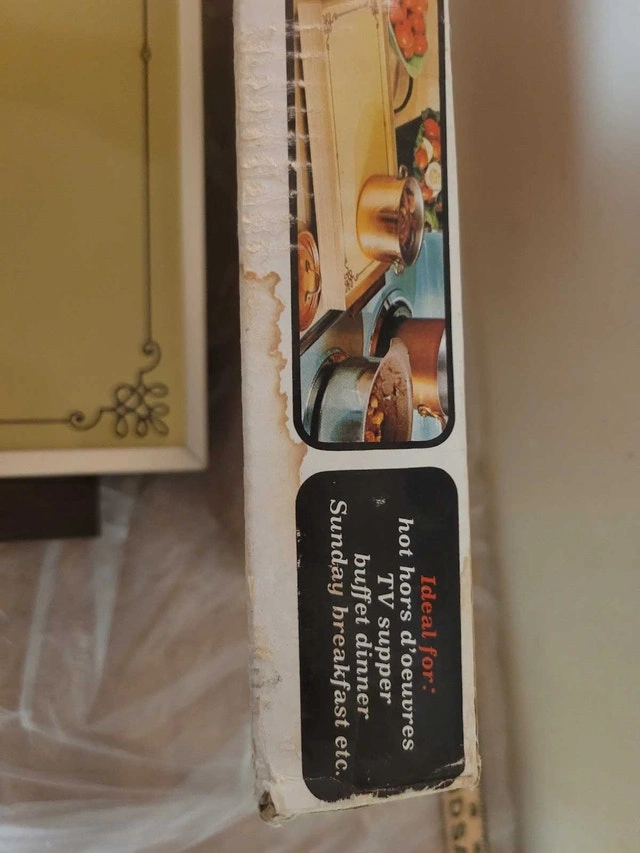 Ideal for:
hot hors d'oeuvres
TV supper
buffet dinner
Sunday breakfast etc.